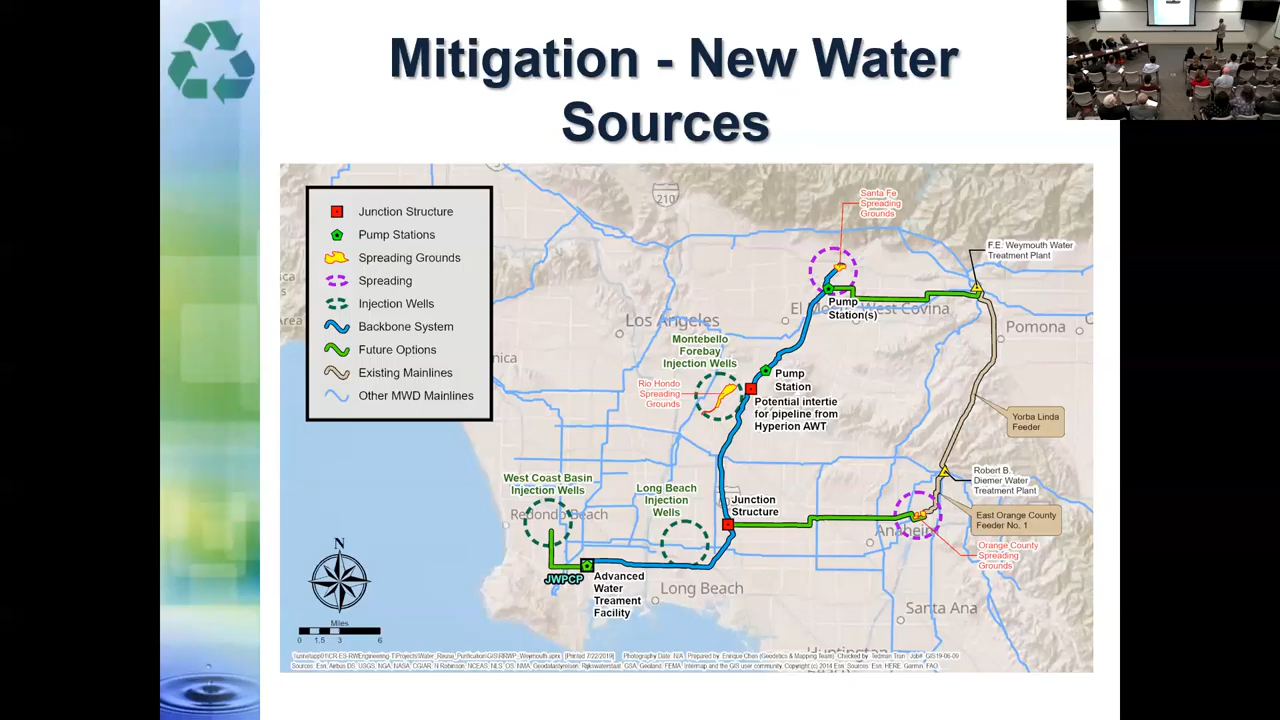 Mitigation - New Water
Sources
Junction Structure
Pump Stations
Spreading Grounds
Spreading
Injection Wells
Backbone System
Future Options
Existing Mainlines
Other MWD Mainlines
210
Santa Fe
Spreading
Grounds
F.E. Weymouth Water
Treatment Plant
Pump
Station(s)
West Covina
Pomona
Los Angeles
Montebello
Forebay
Injection Wells
Rio Hondo
Spreading
Grounds
Pump
Station
Potential intertie
for pipeline from
Hyperion AWT
Yorba Linda
Feeder
Robert B.
Diemer Water
Treatment Plant
West Coast Basin
Injection Wells
Redondo Beach
Long Beach
Injection
Wells
Junction
Structure
East Orange County
Feeder No. 1
Anaheim
Orange County
Spreading
Grounds
JWPCP
Advanced
Water
Treament
Facility
Long Beach
Santa Ana
N
Miles
0 1.5 3 6